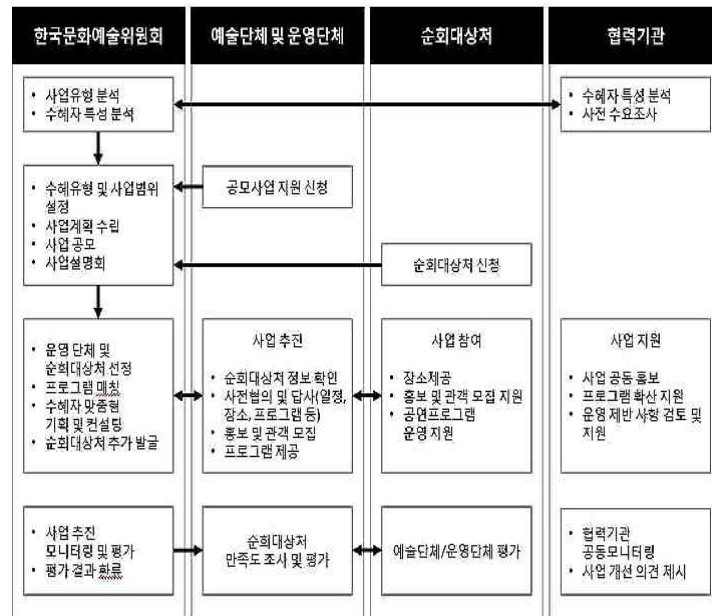 한국문화예술위원회
예술단체 및 운영단체
순회대상처
협력기관
• 사업유형 분석
• 수혜자 특성 분석
• 수혜자 특성 분석
• 사전 수요조사
• 수혜유형 및 사업범위
설정
• 사업계획 수립
• 사업 공모
• 사업설명회
공모사업 지원 신청
순회대상처 신청
• 운영 단체 및
순회대상처 선정
• 프로그램 매칭
• 수혜자 맞춤형
기획 및 컨설팅
• 순회대상처 추가 발굴
사업 추진
• 순회대상처 정보 확인
• 사전협의 및 답사(일정,
장소, 프로그램 등)
• 홍보 및 관객 모집
• 프로그램 제공
사업 참여
• 장소제공
• 홍보 및 관객 모집 지원
• 공연프로그램
운영 지원
사업 지원
• 사업 공동 홍보
• 프로그램 확산 지원
• 운영 제반 사항 검토 및
지원
• 사업 추진
모니터링 및 평가
• 평가 결과 환류
순회대상처
만족도 조사 및 평가
예술단체/운영단체 평가
• 협력기관
공동모니터링
• 사업 개선 의견 제시